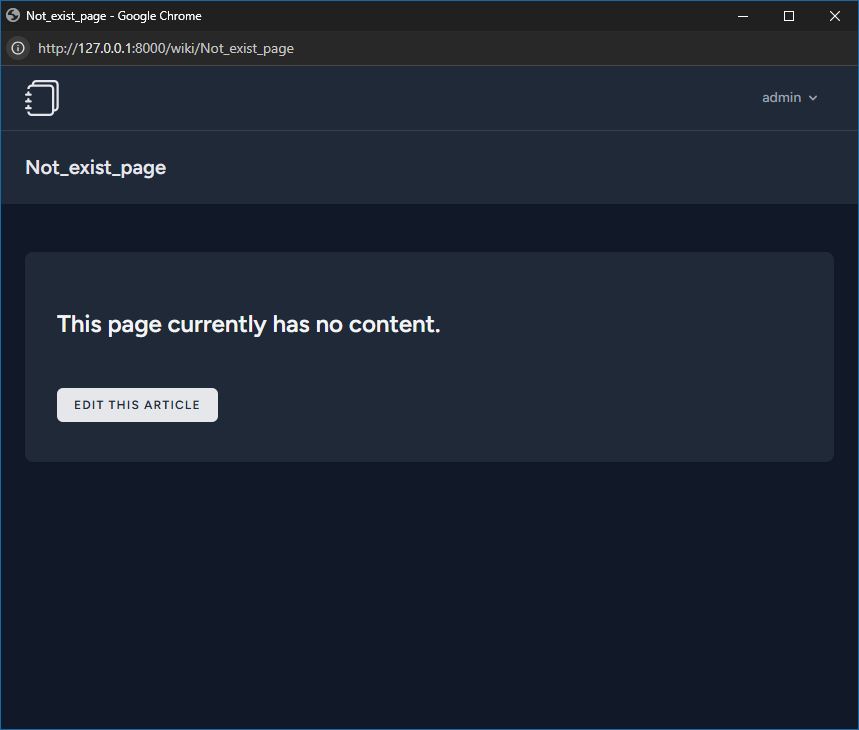 Not_exist_page - Google Chrome
http://127.0.0.1:8000/wiki/Not_exist_page
admin
Not_exist_page
This page currently has no content.
EDIT THIS ARTICLE